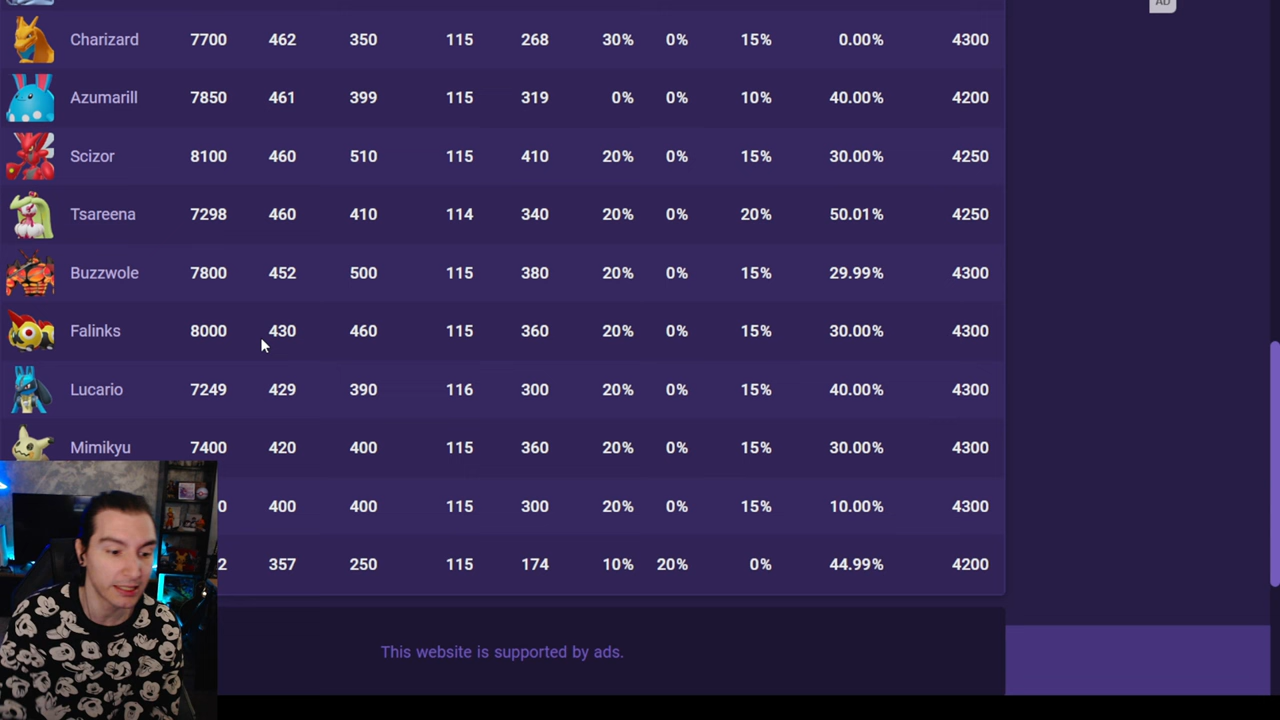 AD
Charizard 7700 462 350 115 268 30% 0% 15% 0.00% 4300
Azumarill 7850 461 399 115 319 0% 0% 10% 40.00% 4200
Scizor 8100 460 510 115 410 20% 0% 15% 30.00% 4250
Tsareena 7298 460 410 114 340 20% 0% 20% 50.01% 4250
Buzzwole 7800 452 500 115 380 20% 0% 15% 29.99% 4300
Falinks 8000 430 460 115 360 20% 0% 15% 30.00% 4300
Lucario 7249 429 390 116 300 20% 0% 15% 40.00% 4300
Mimikyu 7400 420 400 115 360 20% 0% 15% 30.00% 4300
0 400 400 115 300 20% 0% 15% 10.00% 4300
2 357 250 115 174 10% 20% 0% 44.99% 4200
This website is supported by ads.